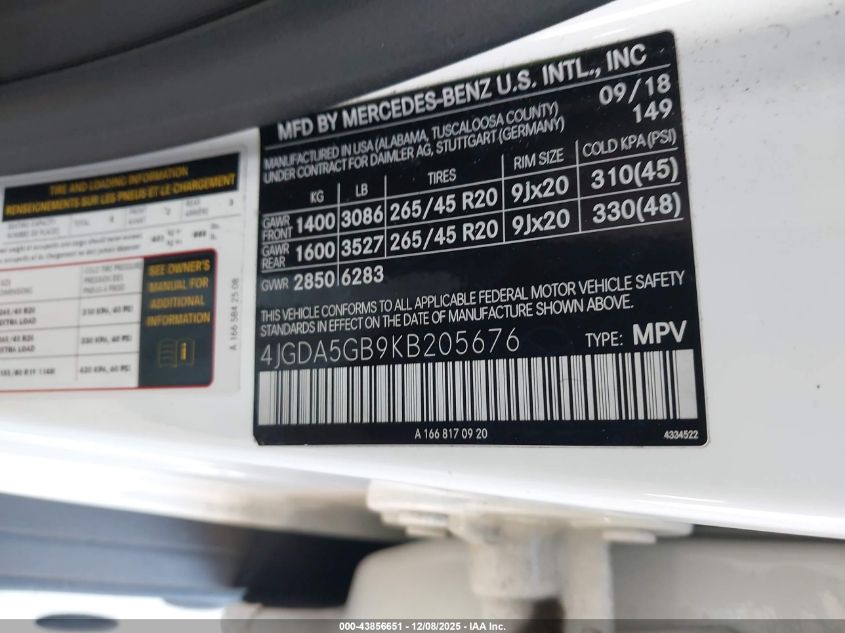 MFD BY MERCEDES-BENZ U.S. INTL., INC
MANUFACTURED IN USA (ALABAMA, TUSCALOOSA COUNTY) 09/18
UNDER CONTRACT FOR DAIMLER AG, STUTTGART (GERMANY) 149
KG LB TIRES RIM SIZE COLD KPA(PSI)
GAWR FRONT 1400 3086 265/45 R20 9Jx20 310(45)
GAWR REAR 1600 3527 265/45 R20 9Jx20 330(48)
GVWR 2850 6283
THIS VEHICLE CONFORMS TO ALL APPLICABLE FEDERAL MOTOR VEHICLE SAFETY
STANDARDS IN EFFECT ON THE DATE OF MANUFACTURE SHOWN ABOVE.
4JGDA5GB9KB205676 TYPE: MPV
A 166 817 09 20
4334522
TIRE AND LOADING INFORMATION
RENSEIGNEMENTS SUR LES PNEUS ET LE CHARGEMENT
SEE OWNER'S
MANUAL FOR
ADDITIONAL
INFORMATION
A 166 584 75 08
000-43856651 - 12/08/2025 - IAA Inc.